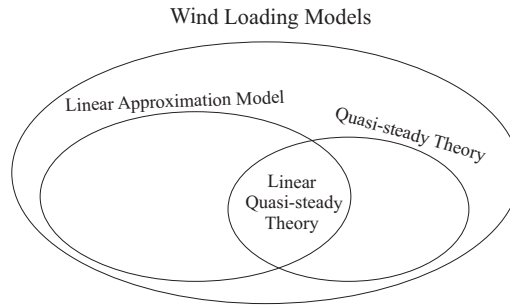 Wind Loading Models
Linear Approximation Model
Quasi-steady Theory
Linear
Quasi-steady
Theory